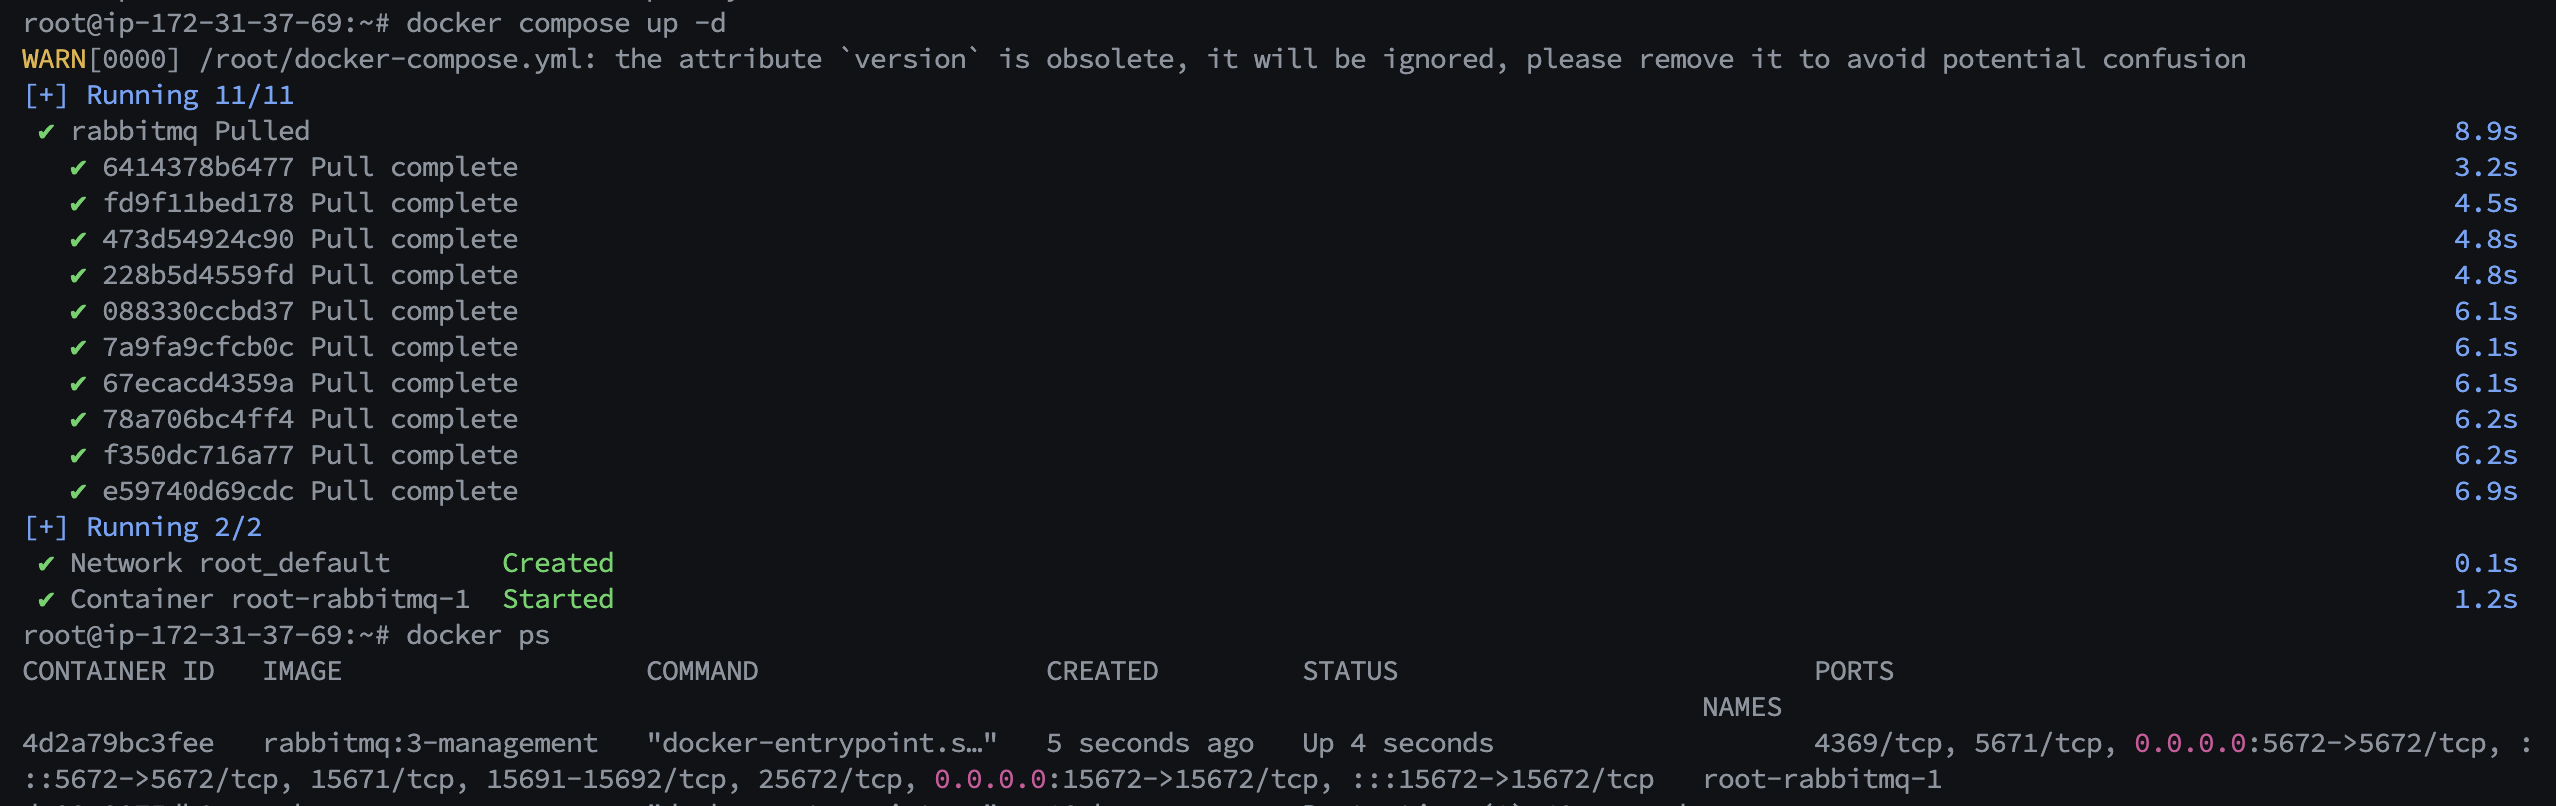 root@ip-172-31-37-69:~# docker compose up -d
WARN[0000] /root/docker-compose.yml: the attribute `version` is obsolete, it will be ignored, please remove it to avoid potential confusion
[+] Running 11/11
✔ rabbitmq Pulled 8.9s
✔ 6414378b6477 Pull complete 3.2s
✔ fd9f11bed178 Pull complete 4.5s
✔ 473d54924c90 Pull complete 4.8s
✔ 228b5d4559fd Pull complete 4.8s
✔ 088330ccbd37 Pull complete 6.1s
✔ 7a9fa9cfcb0c Pull complete 6.1s
✔ 67ecacd4359a Pull complete 6.1s
✔ 78a706bc4ff4 Pull complete 6.2s
✔ f350dc716a77 Pull complete 6.2s
✔ e59740d69cdc Pull complete 6.9s
[+] Running 2/2
✔ Network root_default Created 0.1s
✔ Container root-rabbitmq-1 Started 1.2s
root@ip-172-31-37-69:~# docker ps
CONTAINER ID IMAGE COMMAND CREATED STATUS PORTS
NAMES
4d2a79bc3fee rabbitmq:3-management "docker-entrypoint.s…" 5 seconds ago Up 4 seconds 4369/tcp, 5671/tcp, 0.0.0.0:5672->5672/tcp, :
::5672->5672/tcp, 15671/tcp, 15691-15692/tcp, 25672/tcp, 0.0.0.0:15672->15672/tcp, :::15672->15672/tcp root-rabbitmq-1